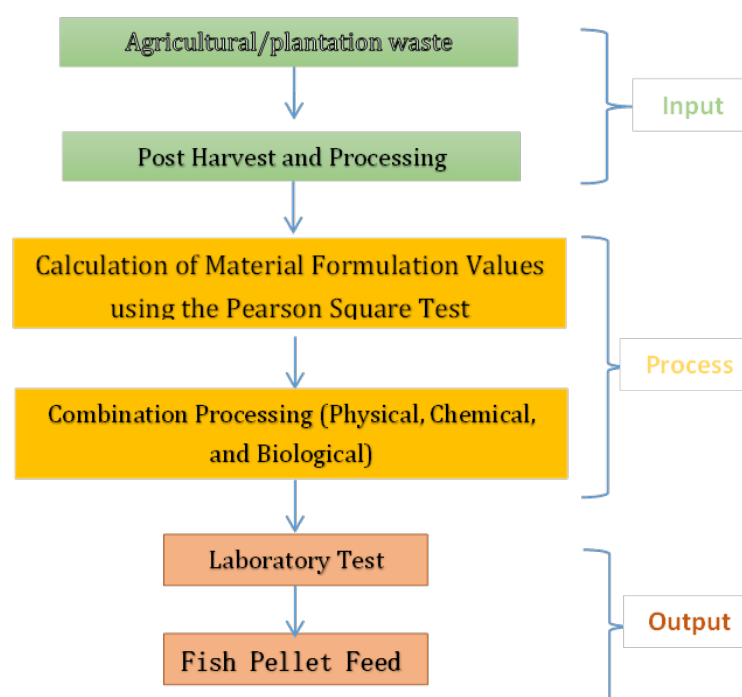 Agricultural/plantation waste
Input
Post Harvest and Processing
Calculation of Material Formulation Values
using the Pearson Square Test
Process
Combination Processing (Physical, Chemical,
and Biological)
Laboratory Test
Output
Fish Pellet Feed